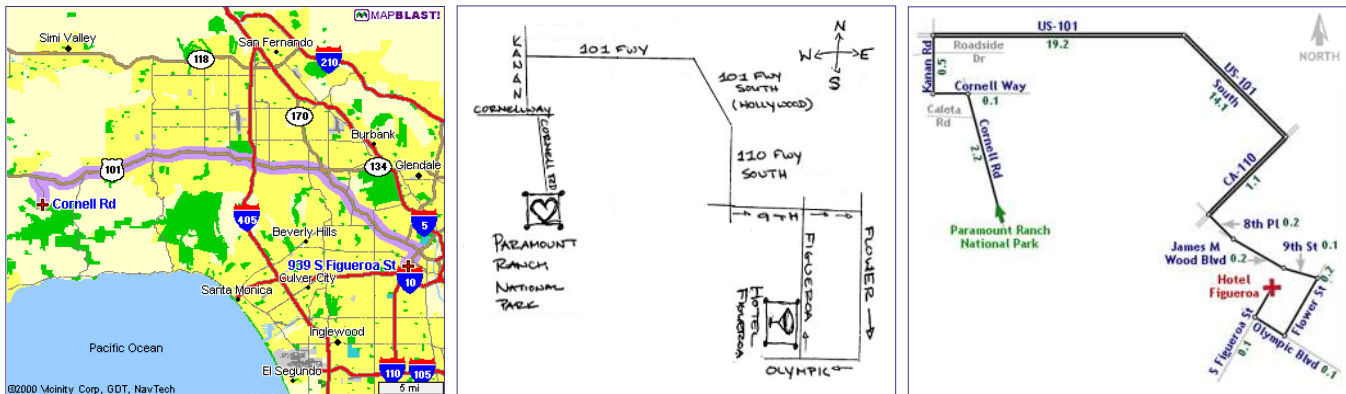 MAPBLAST!
Simi Valley
San Fernando
118
210
170
Burbank
101
134
Glendale
Cornell Rd
405
5
Beverly Hills
939 S Figueroa St
Culver City
10
Santa Monica
Inglewood
Pacific Ocean
El Segundo
110
105
©2000 Vicinity Corp, GDT, NavTech
5 mi
KANAN
101 FWY
N
W
E
S
101 FWY
SOUTH
(HOLLYWOOD)
CORNELLWAY
CORNELL RD
110 FWY
SOUTH
9TH
FIGUEROA
FLOWER
PARAMOUNT
RANCH
NATIONAL
PARK
HOTEL
FIGUEROA
OLYMPIC
US-101
19.2
Roadside
Dr
NORTH
Kanan Rd
0.5
Cornell Way
0.1
US-101
South
14.1
Caleta
Rd
Cornell Rd
2.2
CA-110
1.1
Paramount Ranch
National Park
8th Pl 0.2
James M
Wood Blvd
0.2
9th St 0.1
Hotel
Figueroa
0.2
Flower St
S Figueroa St
0.1
Olympic Blvd 0.1